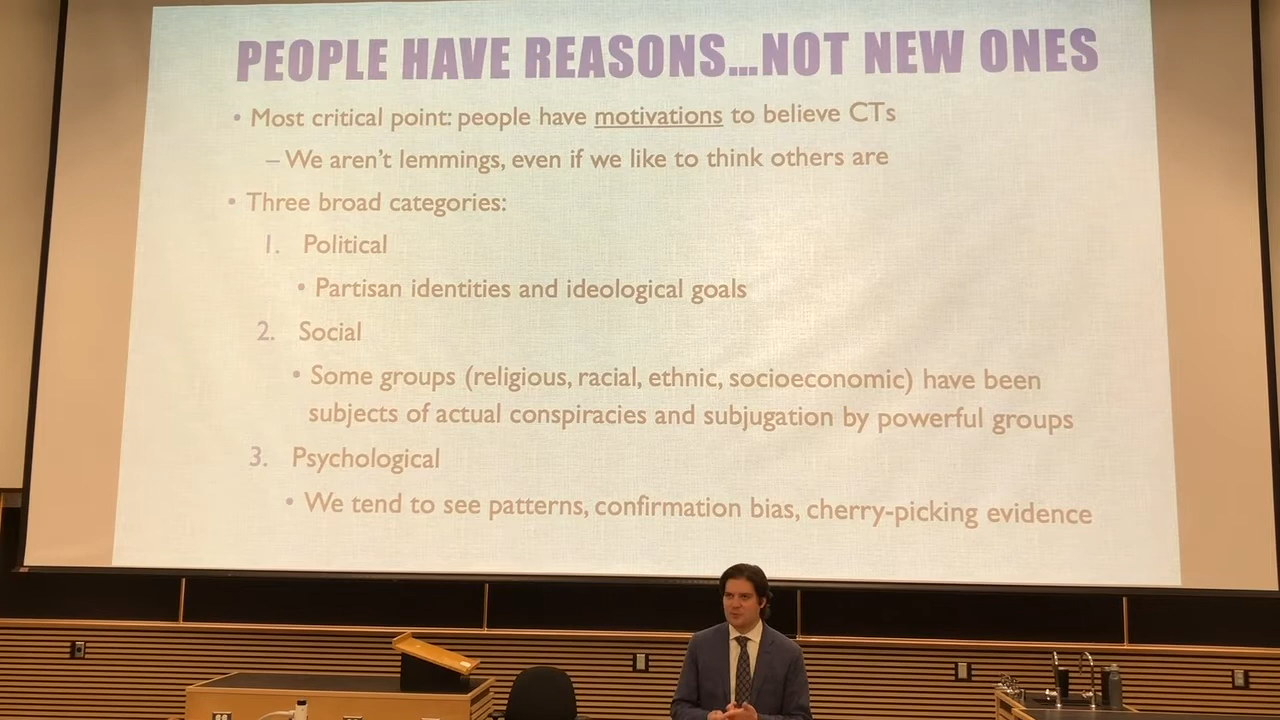 PEOPLE HAVE REASONS...NOT NEW ONES
• Most critical point: people have motivations to believe CTs
– We aren't lemmings, even if we like to think others are
• Three broad categories:
1. Political
• Partisan identities and ideological goals
2. Social
• Some groups (religious, racial, ethnic, socioeconomic) have been
subjects of actual conspiracies and subjugation by powerful groups
3. Psychological
• We tend to see patterns, confirmation bias, cherry-picking evidence